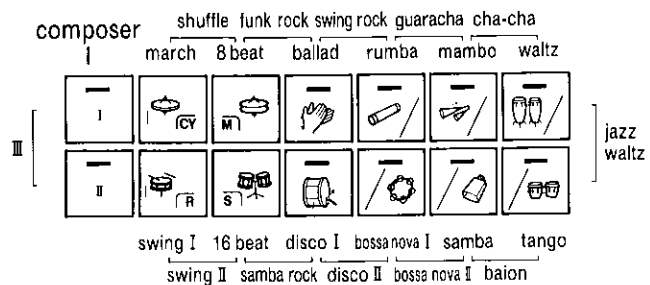 shuffle funk rock swing rock guaracha cha-cha
composer
I
march 8 beat ballad rumba mambo waltz
I CY M
III
jazz
waltz
II R S
swing I 16 beat disco I bossa nova I samba tango
swing II samba rock disco II bossa nova II baion